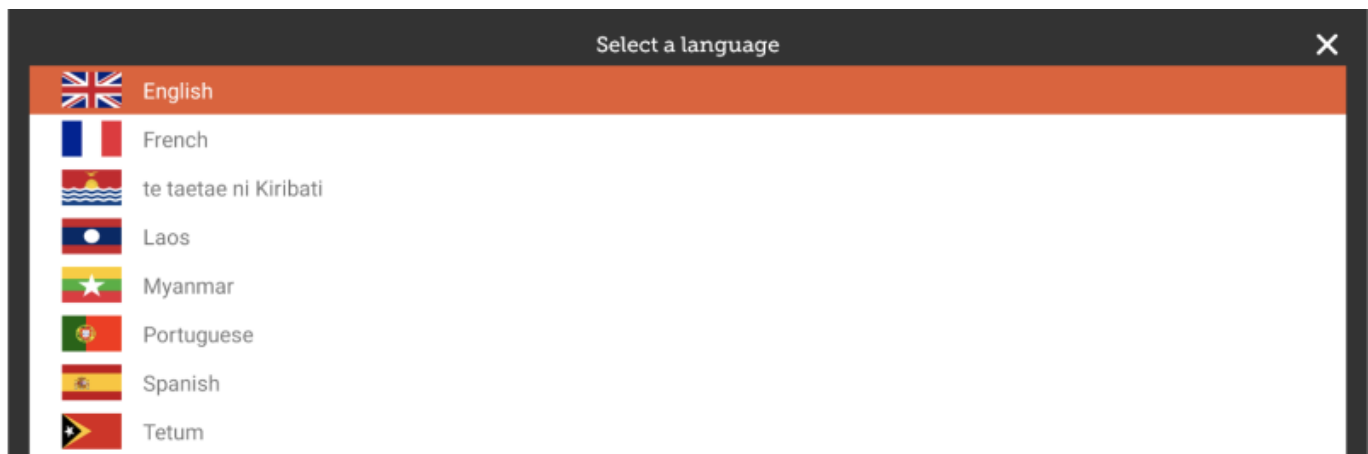 Select a language
English
French
te taetae ni Kiribati
Laos
Myanmar
Portuguese
Spanish
Tetum